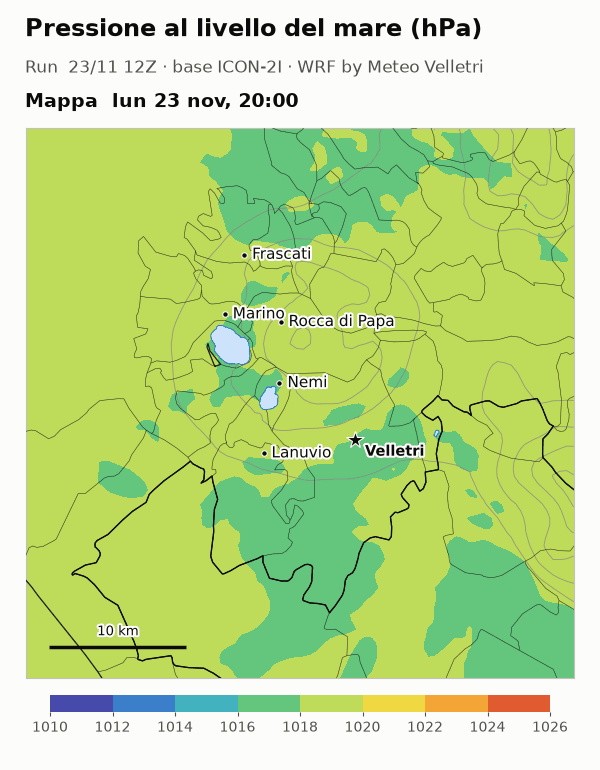 Pressione al livello del mare (hPa)
Run  23/11 12Z · base ICON-2I · WRF by Meteo Velletri
Mappa  lun 23 nov, 20:00
Frascati
Marino
Rocca di Papa
Nemi
Velletri
Lanuvio
10 km
1010 1012 1014 1016 1018 1020 1022 1024 1026